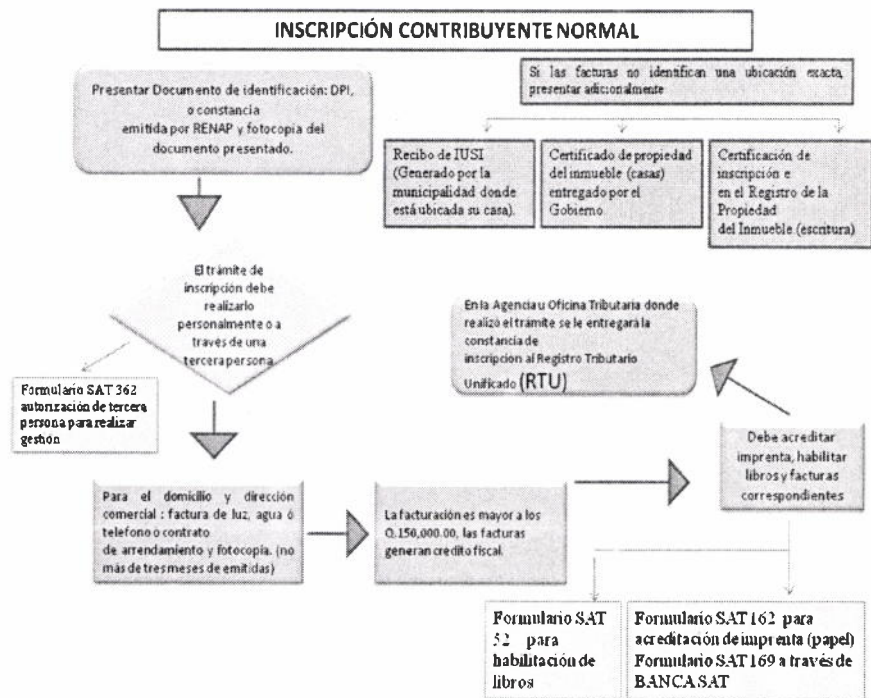 INSCRIPCIÓN CONTRIBUYENTE NORMAL
Presentar Documento de identificación: DPI,
o constancia
emitida por RENAP y fotocopia del
documento presentado.
Si las facturas no identifican una ubicación exacta,
presentar adicionalmente
Recibo de IUSI
(Generado por la
municipalidad donde
está ubicada su casa).
Certificado de propiedad
del inmueble (casas)
entregado por el
Gobierno
Certificación de
inscripción e
en el Registro de la
Propiedad
del Inmueble (escritura)
El trámite de
inscripción debe
realizarlo
personalmente o a
través de una
tercera persona
Formulario SAT 362
autorización de tercera
persona para realizar
gestión
En la Agencia u Oficina Tributaria donde
realizó el trámite se le entregará la
constancia de
inscripcion al Registro Tributario
Unificado (RTU)
Debe acreditar
imprenta, habilitar
libros y facturas
correspondientes
Para el domicilio y dirección
comercial : factura de luz, agua ó
telefono ó contrato
de arrendamiento y fotocopia. (no
más de tres meses de emitidas)
La facturación es mayor a los
Q.150,000.00, las facturas
generan credito fiscal.
Formulario SAT
52 para
habilitación de
libros
Formulario SAT 162 para
acreditación de imprenta (papel)
Formulario SAT 169 a través de
BANCASAT